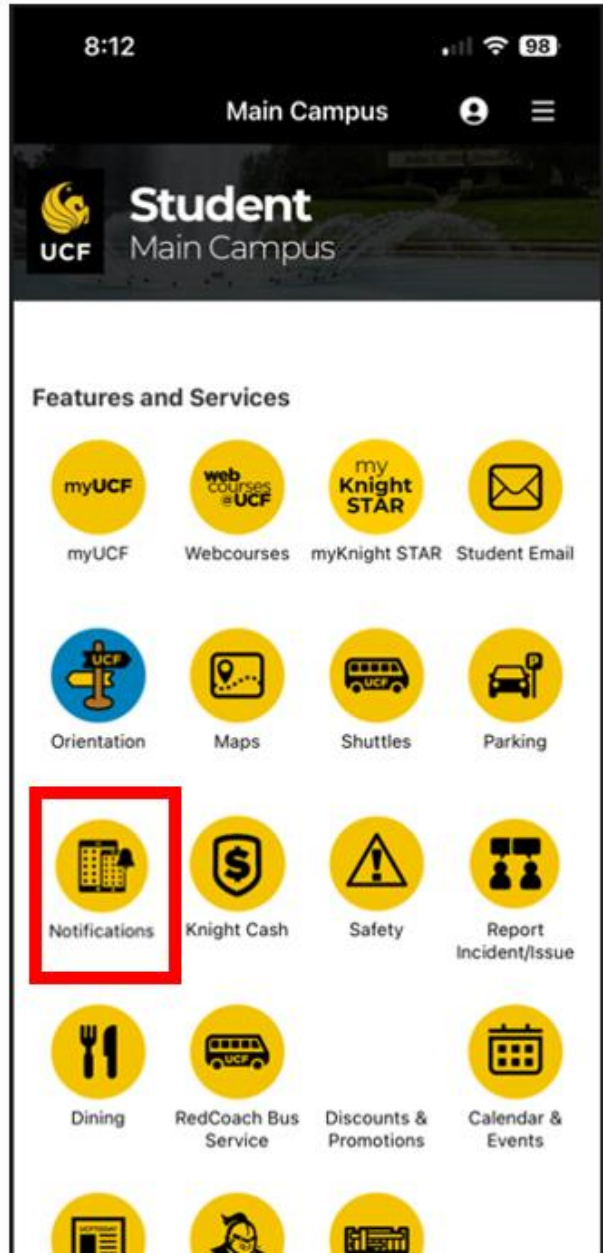 8:12
98
Main Campus
UCF
Student
Main Campus
Features and Services
myUCF
web
courses
@UCF
my
Knight
STAR
myUCF
Webcourses
myKnight STAR
Student Email
UCF
UCF
P
Orientation
Maps
Shuttles
Parking
$
Notifications
Knight Cash
Safety
Report
Incident/Issue
UCF
Dining
RedCoach Bus
Service
Discounts &
Promotions
Calendar &
Events